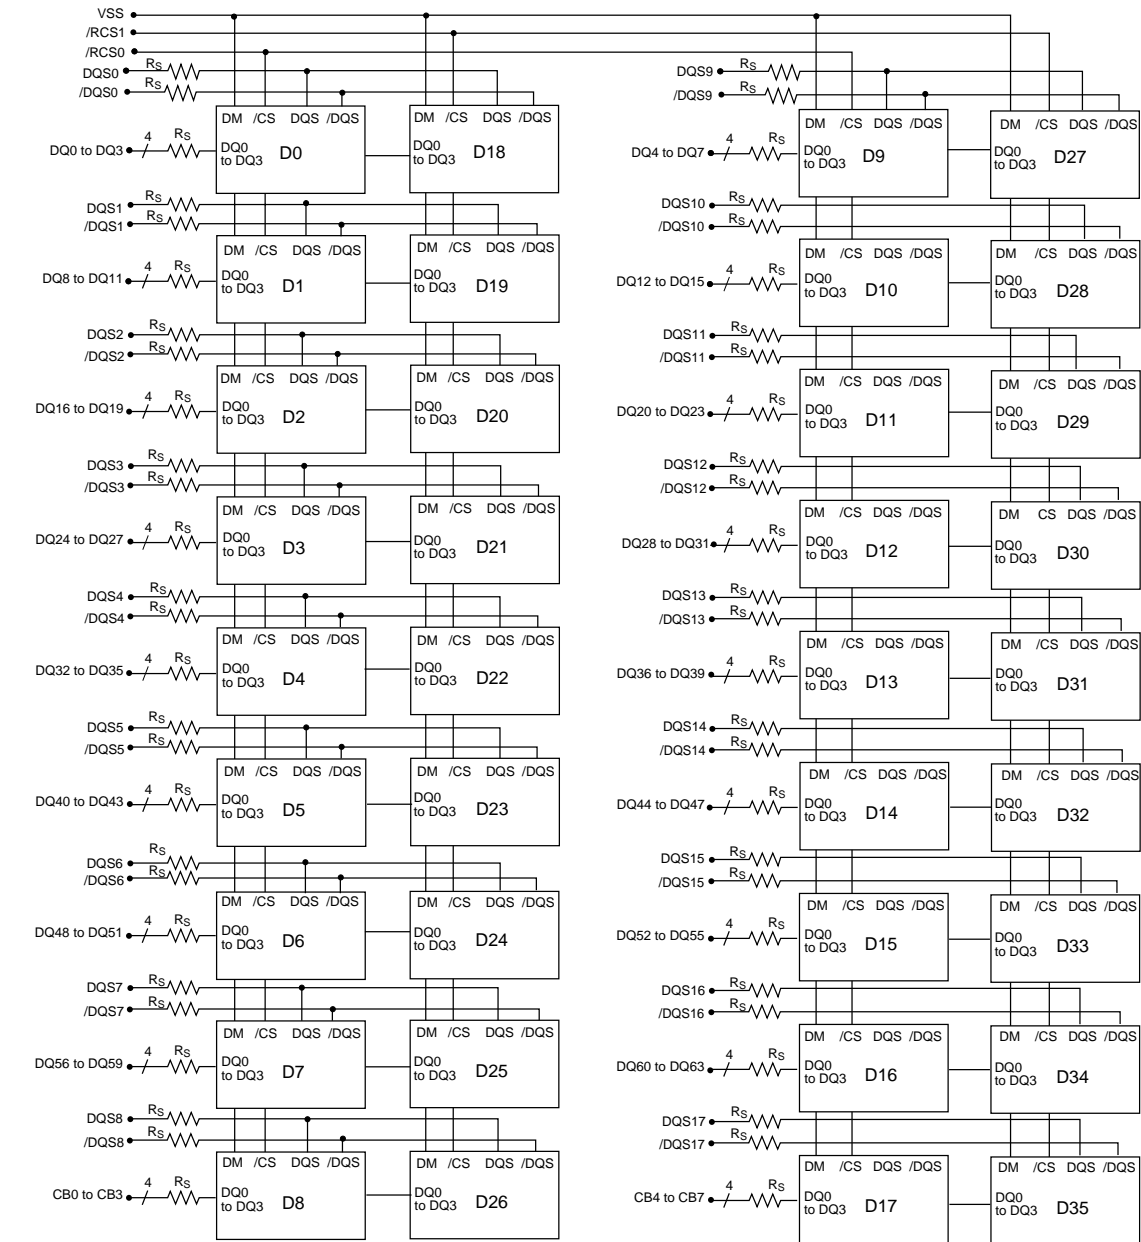 VSS
/RCS1
/RCS0
DQS0 RS
/DQS0 RS
DM /CS DQS /DQS
DQ0 to DQ3 4 RS
DQ0
to DQ3 D0
DM /CS DQS /DQS
DQ0
to DQ3 D18
DQS1 RS
/DQS1 RS
DM /CS DQS /DQS
DQ8 to DQ11 4 RS
DQ0
to DQ3 D1
DM /CS DQS /DQS
DQ0
to DQ3 D19
DQS2 RS
/DQS2 RS
DM /CS DQS /DQS
DQ16 to DQ19 4 RS
DQ0
to DQ3 D2
DM /CS DQS /DQS
DQ0
to DQ3 D20
DQS3 RS
/DQS3 RS
DM /CS DQS /DQS
DQ24 to DQ27 4 RS
DQ0
to DQ3 D3
DM /CS DQS /DQS
DQ0
to DQ3 D21
DQS4 RS
/DQS4 RS
DM /CS DQS /DQS
DQ32 to DQ35 4 RS
DQ0
to DQ3 D4
DM /CS DQS /DQS
DQ0
to DQ3 D22
DQS5 RS
/DQS5 RS
DM /CS DQS /DQS
DQ40 to DQ43 4 RS
DQ0
to DQ3 D5
DM /CS DQS /DQS
DQ0
to DQ3 D23
DQS6 RS
/DQS6 RS
DM /CS DQS /DQS
DQ48 to DQ51 4 RS
DQ0
to DQ3 D6
DM /CS DQS /DQS
DQ0
to DQ3 D24
DQS7 RS
/DQS7 RS
DM /CS DQS /DQS
DQ56 to DQ59 4 RS
DQ0
to DQ3 D7
DM /CS DQS /DQS
DQ0
to DQ3 D25
DQS8 RS
/DQS8 RS
DM /CS DQS /DQS
CB0 to CB3 4 RS
DQ0
to DQ3 D8
DM /CS DQS /DQS
DQ0
to DQ3 D26
DQS9 RS
/DQS9 RS
DM /CS DQS /DQS
DQ4 to DQ7 4 RS
DQ0
to DQ3 D9
DM /CS DQS /DQS
DQ0
to DQ3 D27
DQS10 RS
/DQS10 RS
DM /CS DQS /DQS
DQ12 to DQ15 4 RS
DQ0
to DQ3 D10
DM /CS DQS /DQS
DQ0
to DQ3 D28
DQS11 RS
/DQS11 RS
DM /CS DQS /DQS
DQ20 to DQ23 4 RS
DQ0
to DQ3 D11
DM /CS DQS /DQS
DQ0
to DQ3 D29
DQS12 RS
/DQS12 RS
DM /CS DQS /DQS
DQ28 to DQ31 4 RS
DQ0
to DQ3 D12
DM CS DQS /DQS
DQ0
to DQ3 D30
DQS13 RS
/DQS13 RS
DM /CS DQS /DQS
DQ36 to DQ39 4 RS
DQ0
to DQ3 D13
DM /CS DQS /DQS
DQ0
to DQ3 D31
DQS14 RS
/DQS14 RS
DM /CS DQS /DQS
DQ44 to DQ47 4 RS
DQ0
to DQ3 D14
DM /CS DQS /DQS
DQ0
to DQ3 D32
DQS15 RS
/DQS15 RS
DM /CS DQS /DQS
DQ52 to DQ55 4 RS
DQ0
to DQ3 D15
DM /CS DQS /DQS
DQ0
to DQ3 D33
DQS16 RS
/DQS16 RS
DM /CS DQS /DQS
DQ60 to DQ63 4 RS
DQ0
to DQ3 D16
DM /CS DQS /DQS
DQ0
to DQ3 D34
DQS17 RS
/DQS17 RS
DM /CS DQS /DQS
CB4 to CB7 4 RS
DQ0
to DQ3 D17
DM /CS DQS /DQS
DQ0
to DQ3 D35